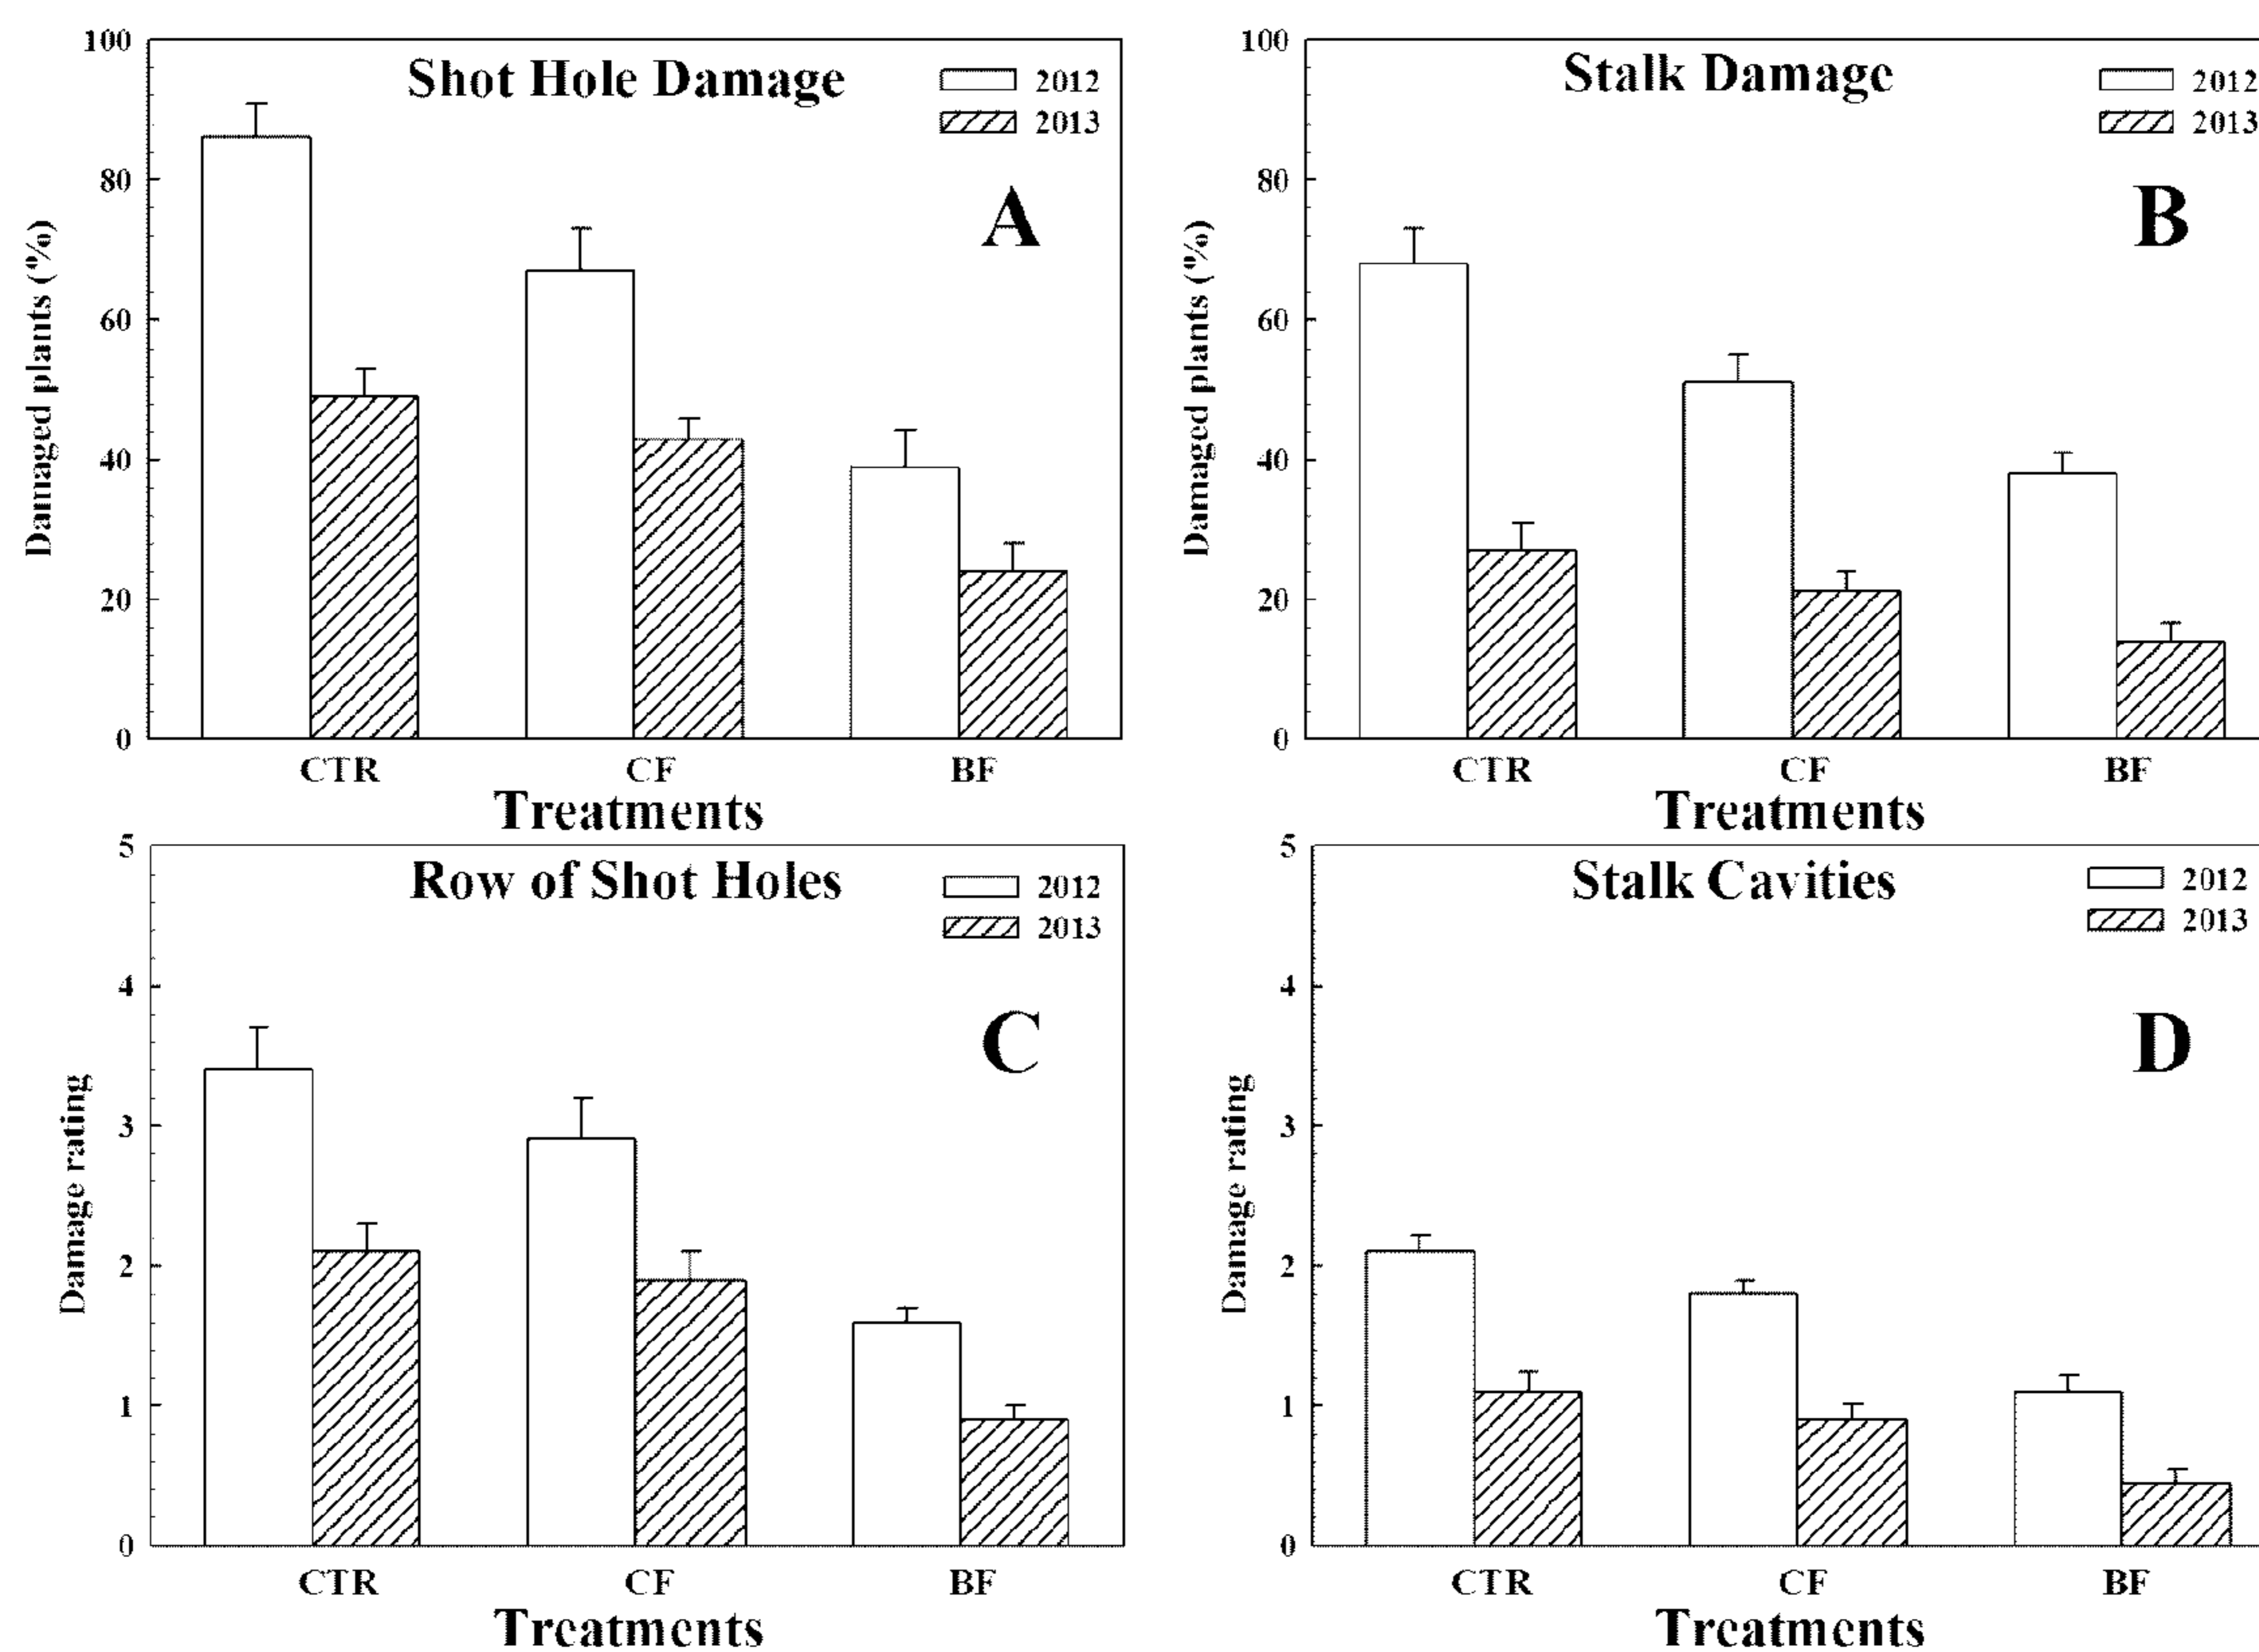 Shot Hole Damage
2012
2013
A
Damaged plants (%)
100
80
60
40
20
0
CTR CF BF
Treatments
Stalk Damage
2012
2013
B
Damaged plants (%)
100
80
60
40
20
0
CTR CF BF
Treatments
Row of Shot Holes
2012
2013
C
Damage rating
5
4
3
2
1
0
CTR CF BF
Treatments
Stalk Cavities
2012
2013
D
Damage rating
5
4
3
2
1
0
CTR CF BF
Treatments